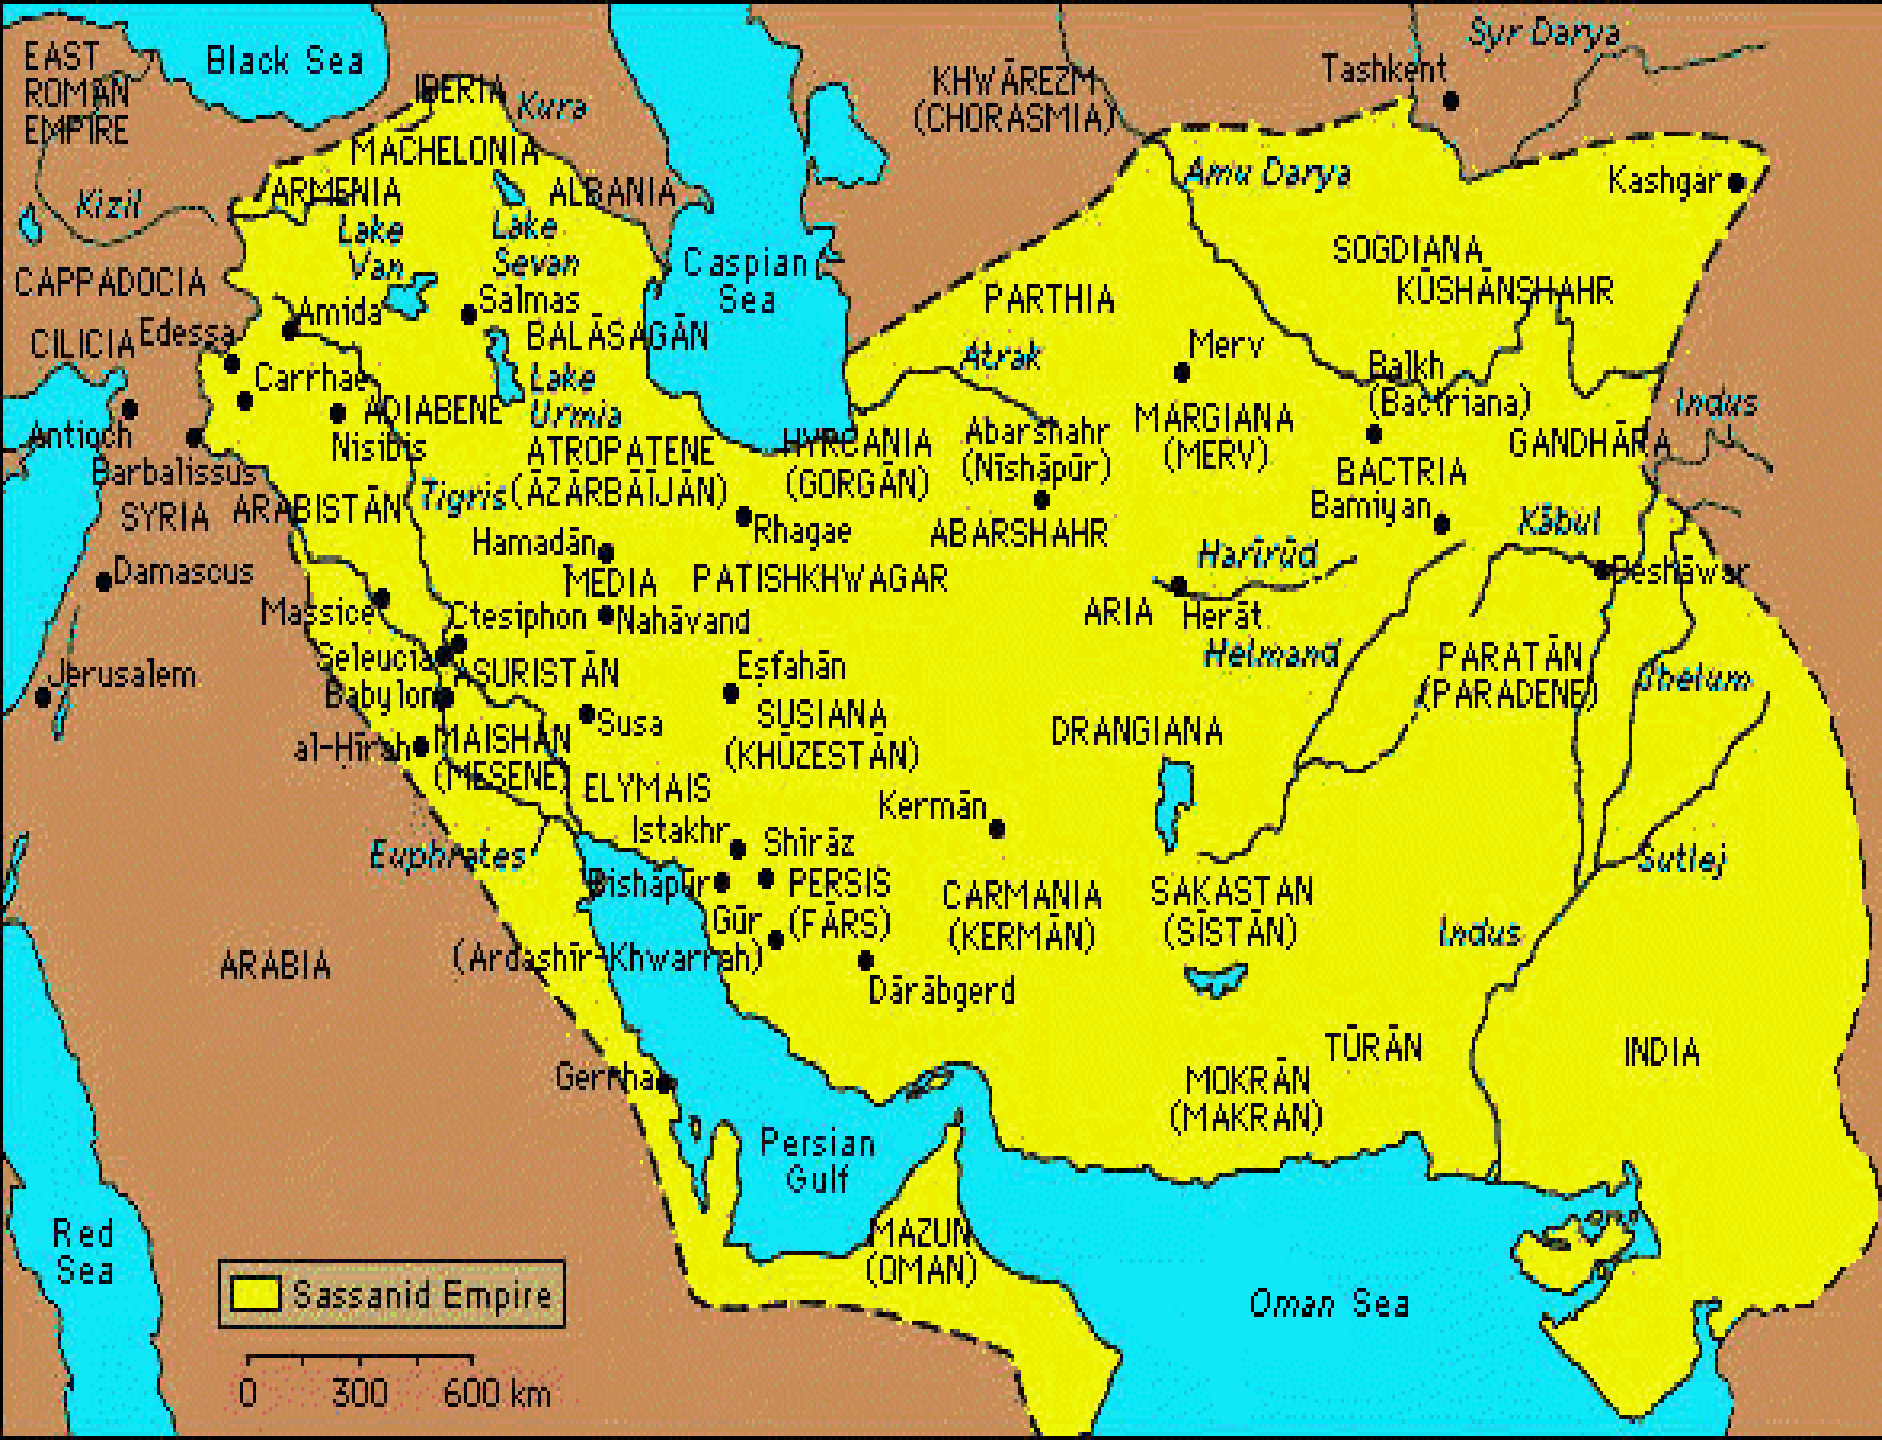 EAST
ROMAN
EMPIRE
Black Sea
IBERIA
Kura
KHWĀREZM
(CHORASMIA)
Tashkent
Syr Darya
MACHELONIA
Kizil
ARMENIA
ALBANIA
Amu Darya
Kashgar
Lake
Van
Lake
Sevan
Caspian
Sea
SOGDIANA
KŪSHĀNSHAHR
CAPPADOCIA
Amida
Salmas
PARTHIA
CILICIA
Edessa
BALĀSAGĀN
Atrak
Merv
Balkh
(Bactriana)
Indus
Carrhae
Lake
Urmia
Antioch
ADIABENE
Nisibis
ATROPATENE
(ĀZĀRBĀĪJĀN)
HYRCANIA
(GORGĀN)
Abarshahr
(Nīshāpūr)
MARGIANA
(MERV)
GANDHĀRA
Barbalissus
BACTRIA
SYRIA
ARABISTĀN
Tigris
Rhagae
ABARSHAHR
Bamiyan
Kābul
Hamadān
Harīrūd
Damascus
MEDIA
PATISHKHWAGAR
Peshāwar
Massice
Ctesiphon
Nahāvand
ARIA
Herāt
Seleucia
ASURISTĀN
Eşfahān
Helmand
PARATĀN
(PARADENE)
Jhelum
Jerusalem
Babylon
Susa
SUSIANA
(KHŪZESTĀN)
DRANGIANA
al-Ḥīrah
MAISHĀN
(MESENE)
ELYMAIS
Kermān
Istakhr
Shirāz
Euphrates
Sutlej
Bishāpūr
PERSIS
(FĀRS)
CARMANIA
(KERMĀN)
SAKASTAN
(SĪSTĀN)
Gūr
(Ardashīr-Khwarrah)
Indus
ARABIA
Dārābgerd
TŪRĀN
INDIA
Gerrha
MOKRĀN
(MAKRAN)
Persian
Gulf
Red
Sea
MAZUN
(OMAN)
Sassanid Empire
Oman Sea
0 300 600 km